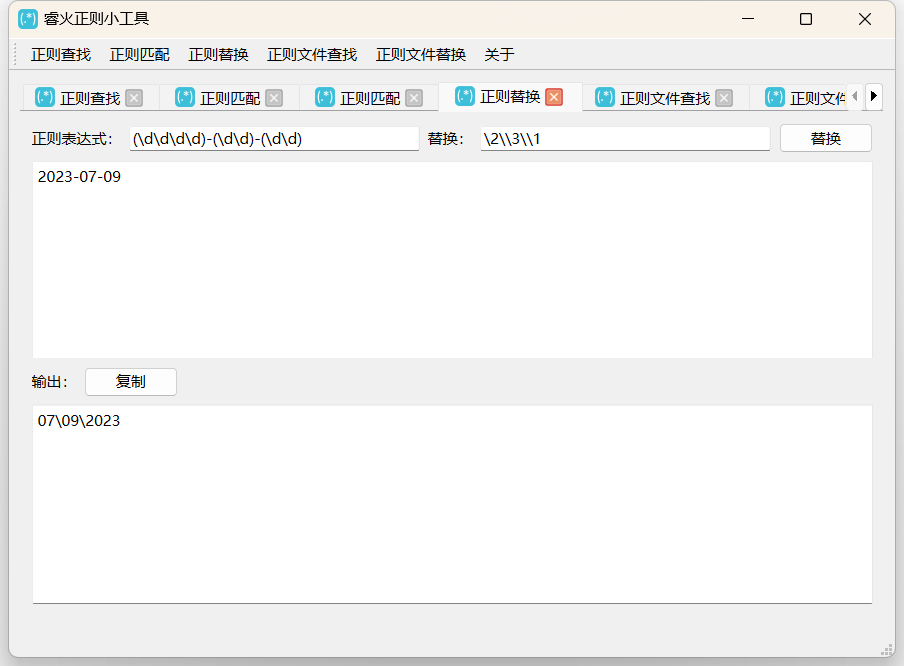 (.*) 睿火正则小工具
正则查找 正则匹配 正则替换 正则文件查找 正则文件替换 关于
(.*) 正则查找 (.*) 正则匹配 (.*) 正则匹配 (.*) 正则替换 (.*) 正则文件查找 (.*) 正则文件
正则表达式： (\d\d\d\d)-(\d\d)-(\d\d) 替换： \2\\3\\1 替换
2023-07-09
输出： 复制
07\09\2023